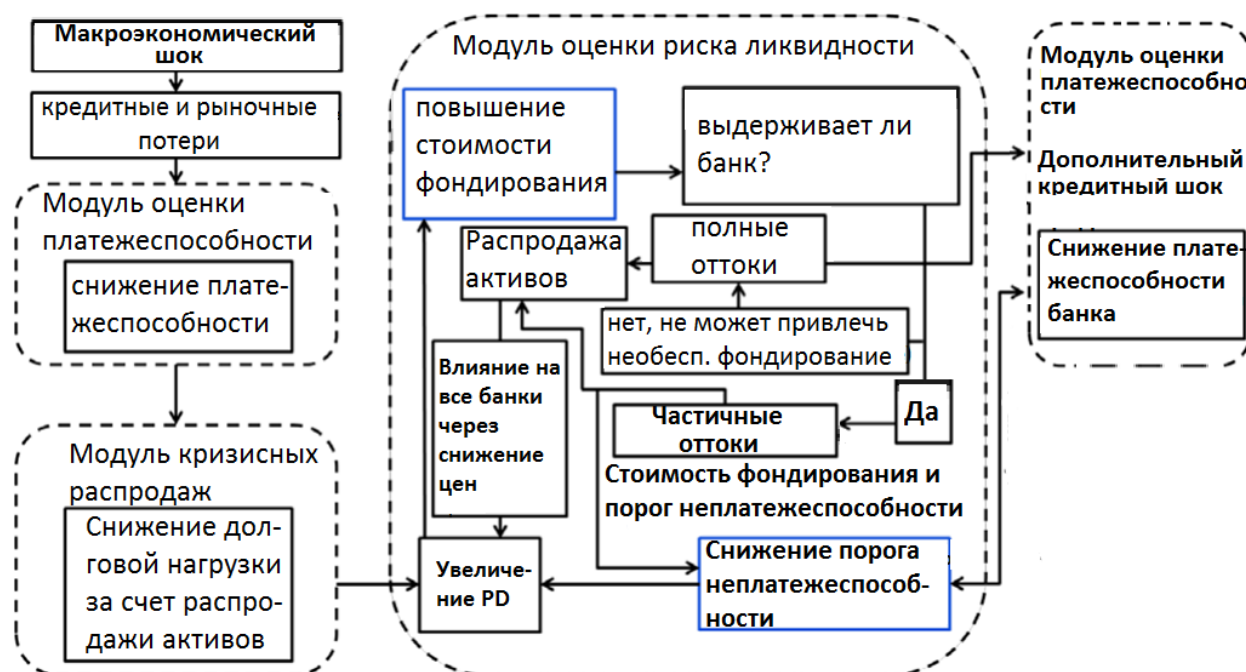 Макроэкономический
шок
кредитные и рыночные
потери
Модуль оценки
платежеспособности
снижение плате-
жеспособности
Модуль кризисных
распродаж
Снижение дол-
говой нагрузки
за счет распро-
дажи активов
Модуль оценки риска ликвидности
повышение
стоимости
фондирования
выдерживает ли
банк?
Распродажа
активов
полные
оттоки
нет, не может привлечь
необесп. фондирование
Влияние на
все банки
через
снижение
цен
Частичные
оттоки
Да
Стоимость фондирования и
порог неплатежеспособности
Увеличе-
ние PD
Снижение порога
неплатежеспособ-
ности
Модуль оценки
платежеспособно
сти
Дополнительный
кредитный шок
Снижение плате-
жеспособности
банка